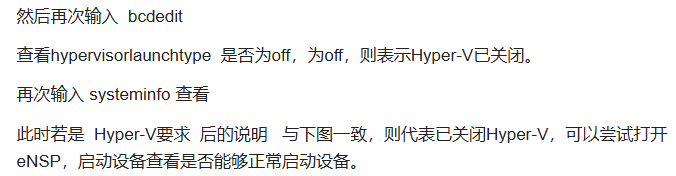 然后再次输入  bcdedit
查看hypervisorlaunchtype  是否为off，为off，则表示Hyper-V已关闭。
再次输入 systeminfo 查看
此时若是  Hyper-V要求  后的说明   与下图一致，则代表已关闭Hyper-V，可以尝试打开
eNSP，启动设备查看是否能够正常启动设备。